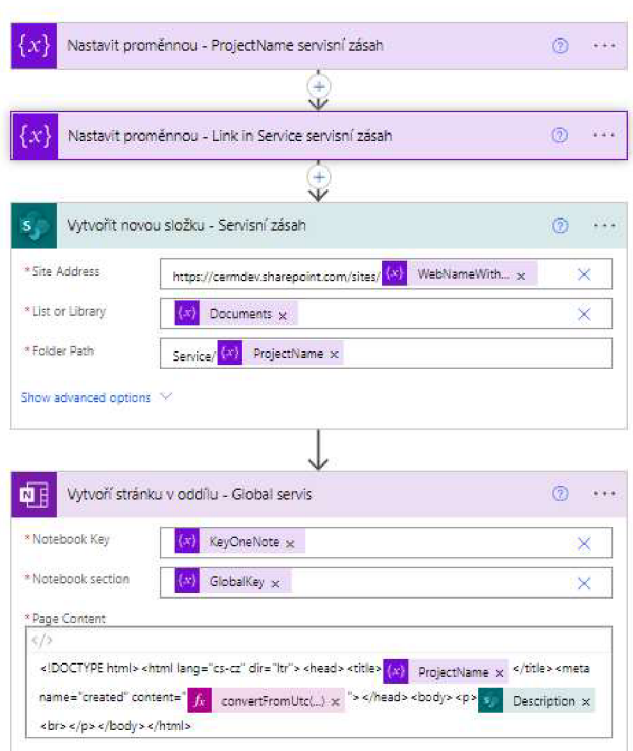 {x} Nastavit proměnnou - ProjectName servisní zásah
{x} Nastavit proměnnou - Link in Service servisní zásah
S Vytvořit novou složku - Servisní zásah
* Site Address https://cermdev.sharepoint.com/sites/ {x} WebNameWith... x
* List or Library {x} Documents x
* Folder Path Service/ {x} ProjectName x
Show advanced options
N Vytvoří stránku v oddílu - Global servis
* Notebook Key {x} KeyOneNote x
* Notebook section {x} GlobalKey x
* Page Content
</>
<!DOCTYPE html> <html lang="cs-cz" dir="ltr"> <head> <title> {x} ProjectName x </title> <meta
name="created" content=" fx convertFromUtc(...) x "> </head> <body> <p> S Description x
<br> </p> </body> </html>